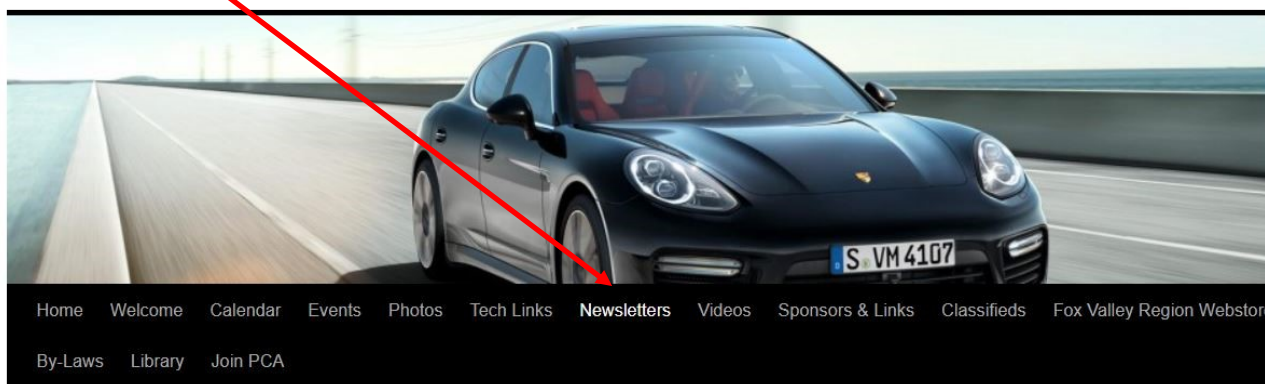 S VM 4107
Home Welcome Calendar Events Photos Tech Links Newsletters Videos Sponsors & Links Classifieds Fox Valley Region Webstore
By-Laws Library Join PCA